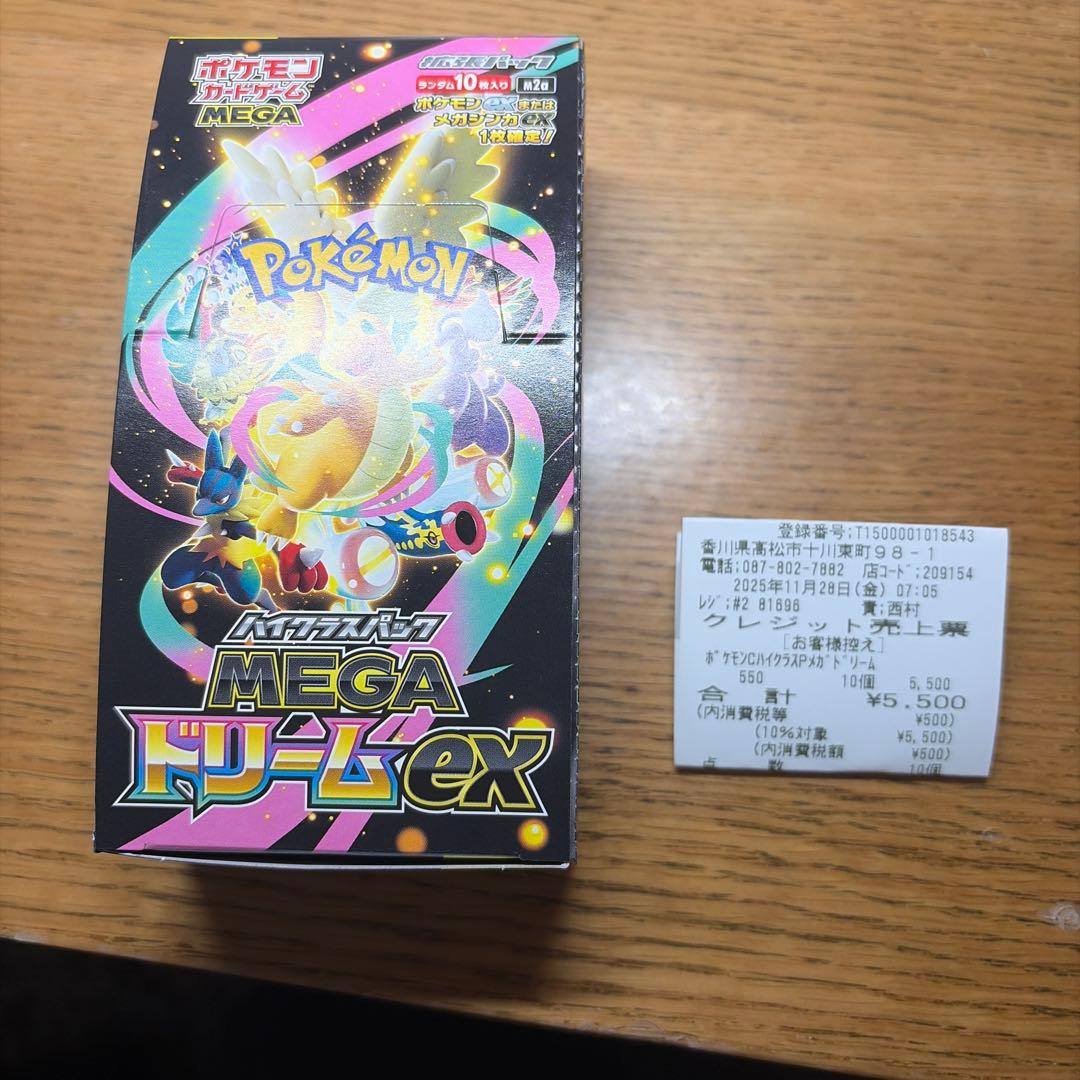 ポケモン
カードゲーム
MEGA
拡張パック
ランダム10枚入り
M2a
ポケモンexまたは
メガシンカex
1枚確定!
POKéMON
ハイクラスパック
MEGA
ドリームex
登録番号:T1500001018543
香川県高松市十川東町98-1
電話:087-802-7882 店コード:209154
2025年11月28日(金) 07:05
レジ:#2 81696 責:西村
クレジット売上票
[お客様控え]
ポケモンCハイクラスPメガドリーム
550 10個 5,500
合 計 ¥5,500
(内消費税等 ¥500)
(10%対象 ¥5,500)
(内消費税額 ¥500)
点 数 10個